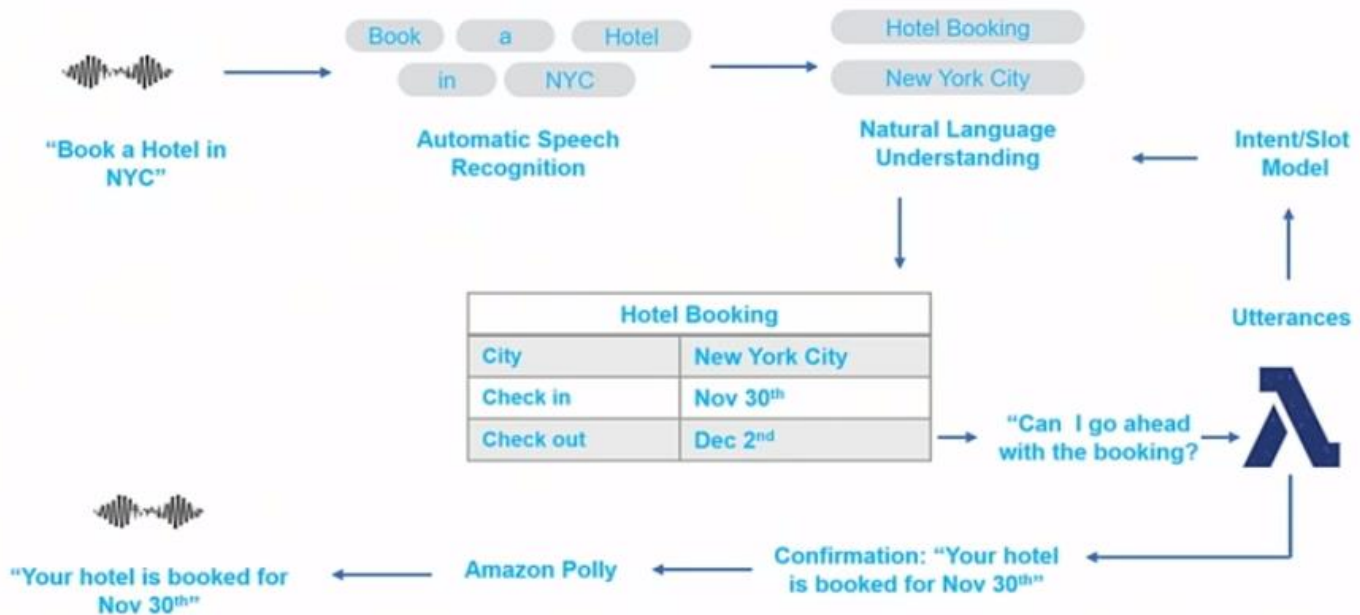 Book a Hotel
in NYC
Hotel Booking
New York City
"Book a Hotel in
NYC"
Automatic Speech
Recognition
Natural Language
Understanding
Intent/Slot
Model
Utterances
Hotel Booking
City New York City
Check in Nov 30th
Check out Dec 2nd
"Can I go ahead
with the booking?
Confirmation: "Your hotel
is booked for Nov 30th"
Amazon Polly
"Your hotel is booked for
Nov 30th"